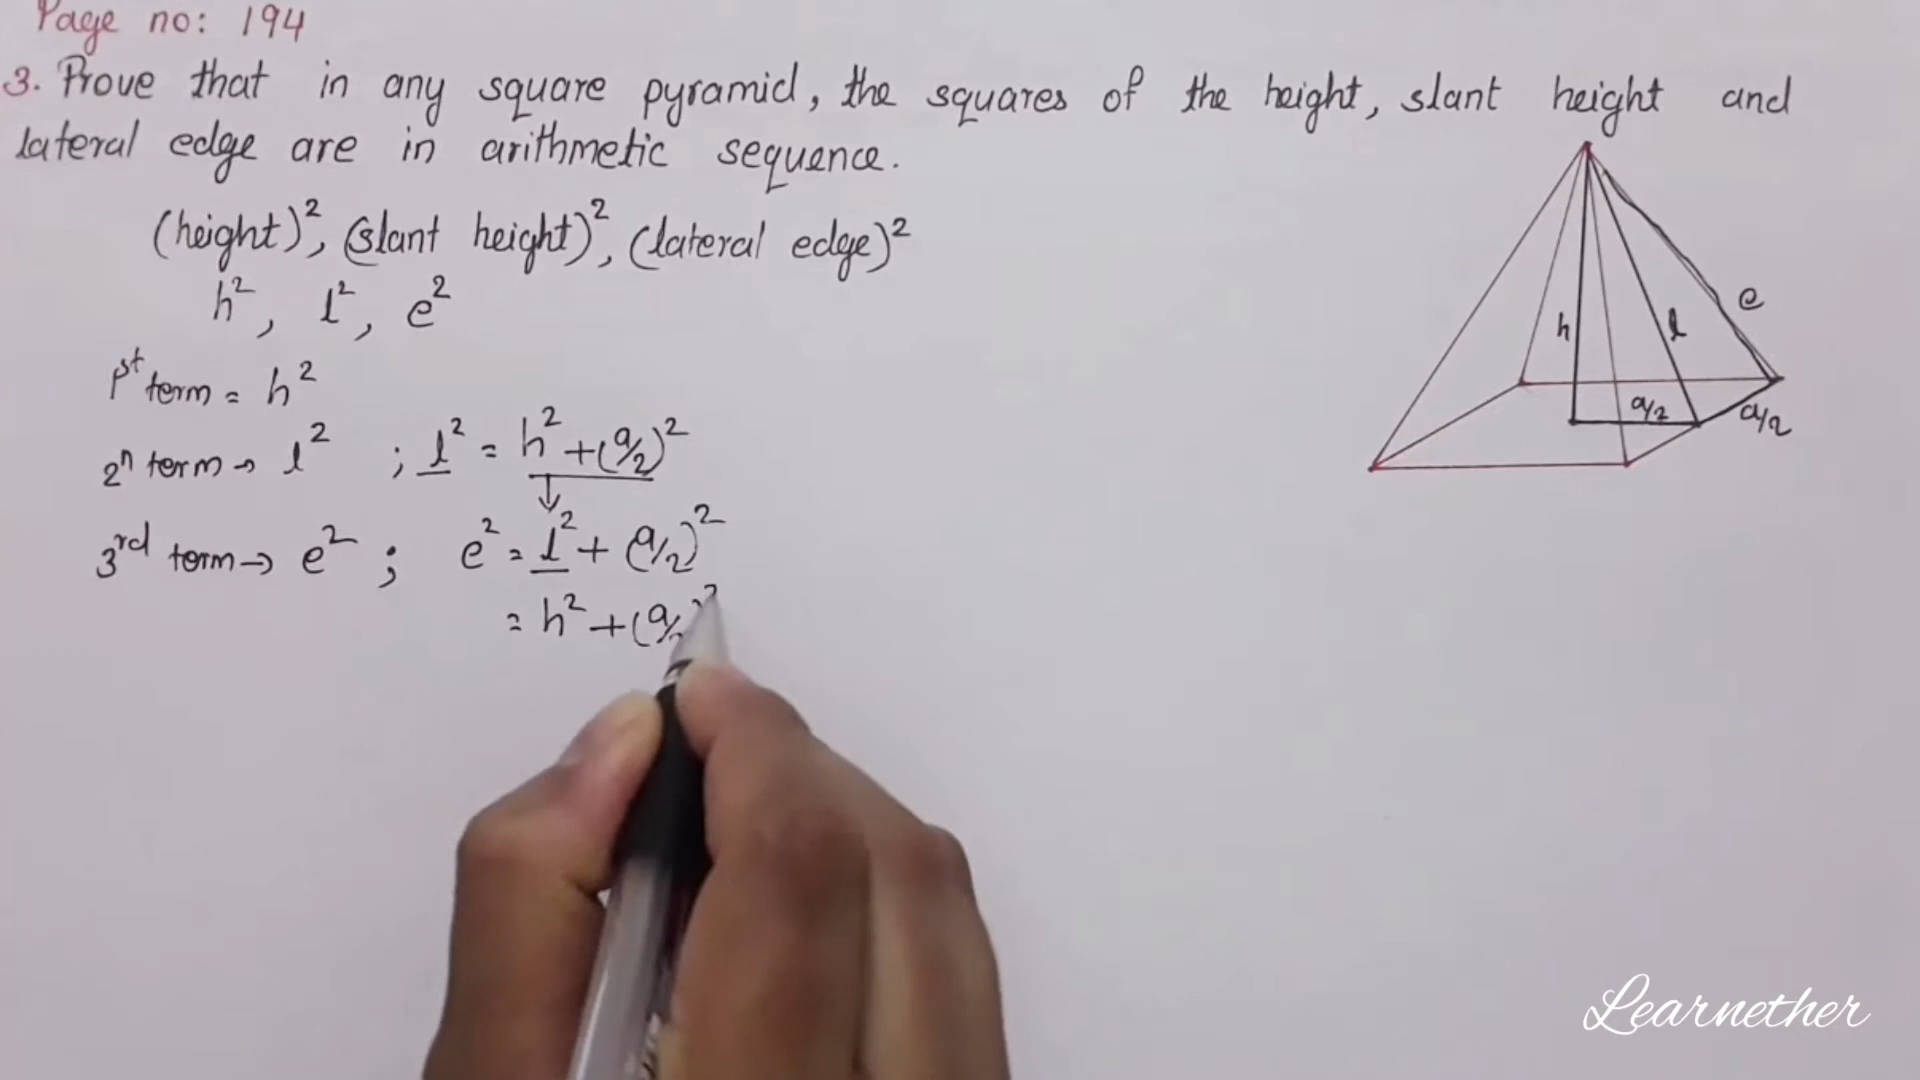 Page no: 194
3. Prove that in any square pyramid, the squares of the height, slant height and
lateral edge are in arithmetic sequence.
(height)², (slant height)², (lateral edge)²
h², l², e²
1st term = h²
2n term → l² ; l² = h² + (a/2)²
3rd term → e² ; e² = l² + (a/2)²
= h² + (a/
h
l
e
a/2
a/2
Learnether